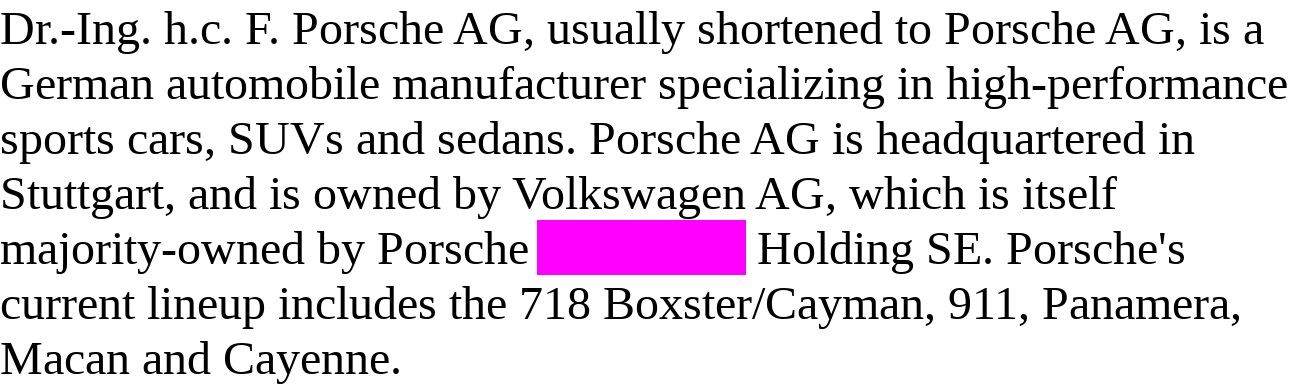 Dr.-Ing. h.c. F. Porsche AG, usually shortened to Porsche AG, is a
German automobile manufacturer specializing in high-performance
sports cars, SUVs and sedans. Porsche AG is headquartered in
Stuttgart, and is owned by Volkswagen AG, which is itself
majority-owned by Porsche Holding SE. Porsche's
current lineup includes the 718 Boxster/Cayman, 911, Panamera,
Macan and Cayenne.